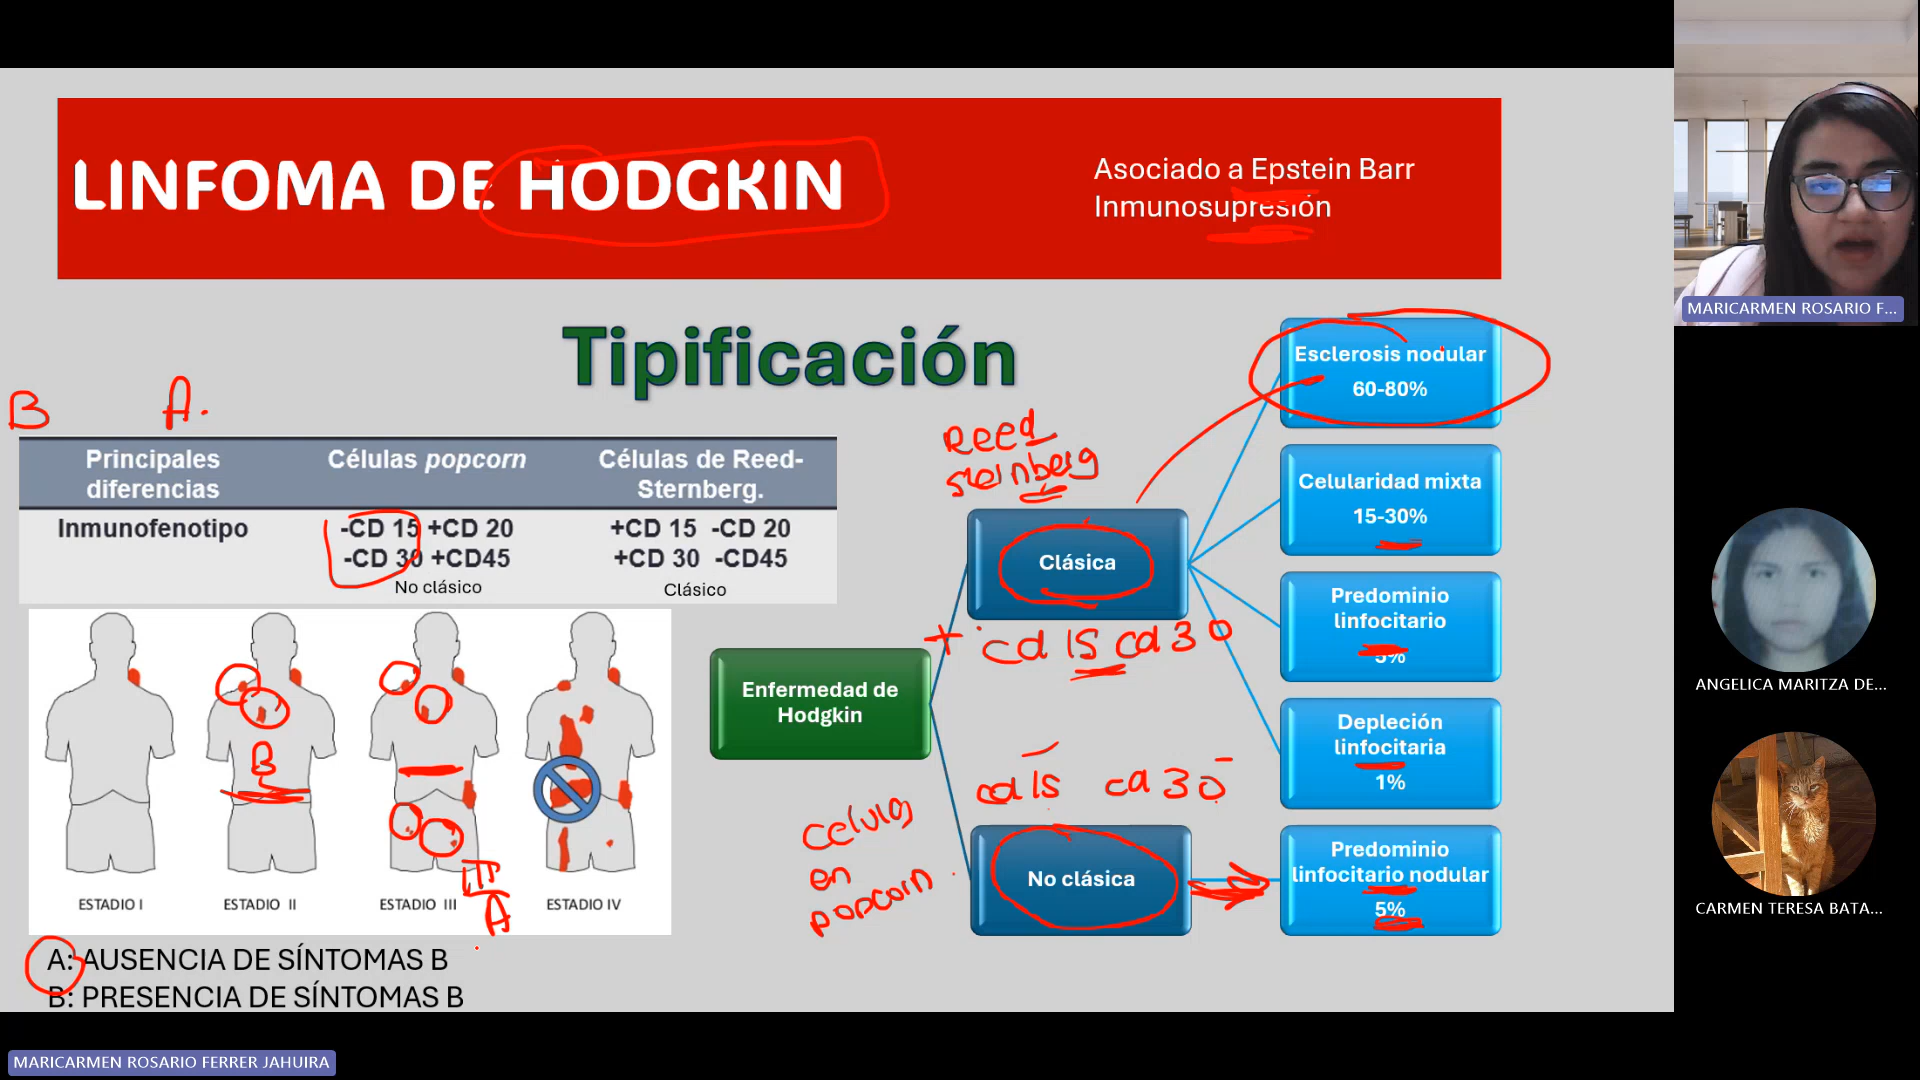 LINFOMA DE HODGKIN
Asociado a Epstein Barr
Inmunosupresión
MARICARMEN ROSARIO F...
Tipificación
B A.
Principales diferencias
Células popcorn
Células de Reed-Sternberg.
Inmunofenotipo
-CD 15 +CD 20
-CD 30 +CD45
No clásico
+CD 15 -CD 20
+CD 30 -CD45
Clásico
B
III
A
ESTADIO I
ESTADIO II
ESTADIO III
ESTADIO IV
A: AUSENCIA DE SÍNTOMAS B
B: PRESENCIA DE SÍNTOMAS B
Reed
sternberg
Clásica
+ cd 15 cd 30
Enfermedad de
Hodgkin
cd 15 cd 30
Celulas
en
popcorn
No clásica
Esclerosis nodular
60-80%
Celularidad mixta
15-30%
Predominio
linfocitario
5%
Depleción
linfocitaria
1%
Predominio
linfocitario nodular
5%
ANGELICA MARITZA DE...
CARMEN TERESA BATA...
MARICARMEN ROSARIO FERRER JAHUIRA